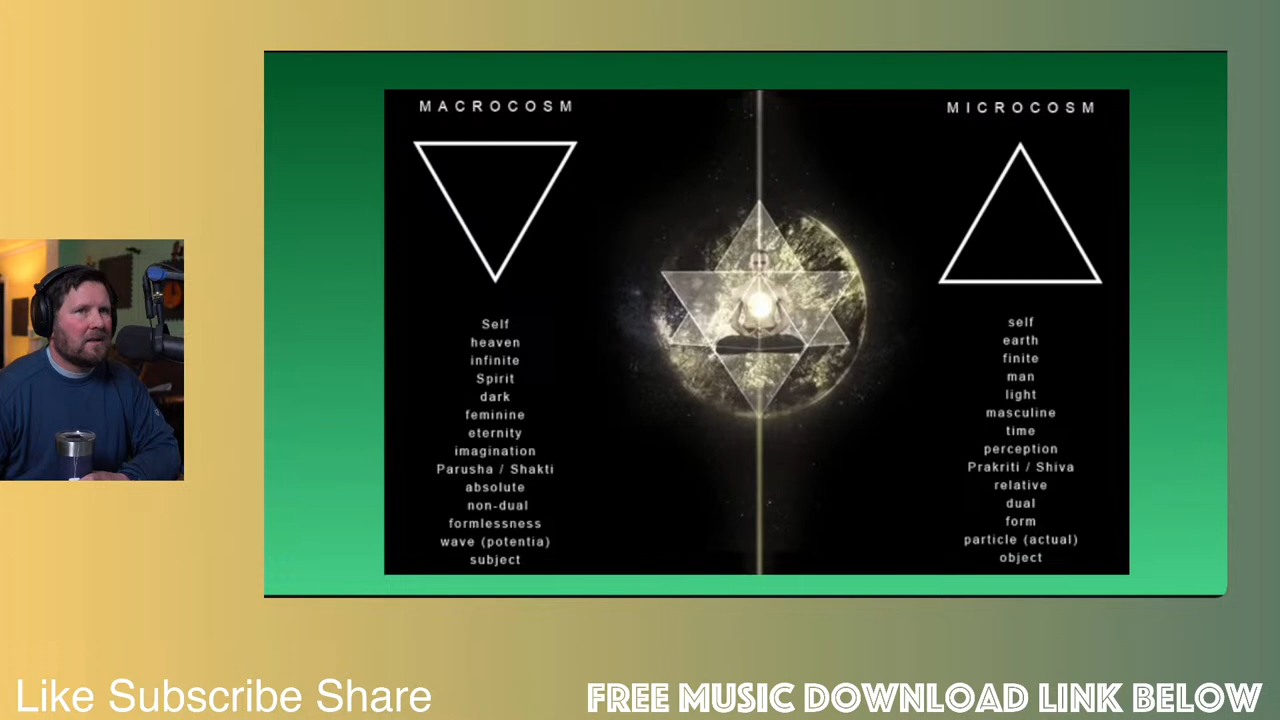 MACROCOSM
Self
heaven
infinite
Spirit
dark
feminine
eternity
imagination
Parusha / Shakti
absolute
non-dual
formlessness
wave (potentia)
subject
MICROCOSM
self
earth
finite
man
light
masculine
time
perception
Prakriti / Shiva
relative
dual
form
particle (actual)
object
Like Subscribe Share
FREE MUSIC DOWNLOAD LINK BELOW